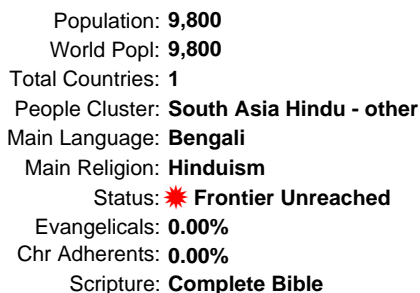 Population: 9,800
World Popl: 9,800
Total Countries: 1
People Cluster: South Asia Hindu - other
Main Language: Bengali
Main Religion: Hinduism
Status: Frontier Unreached
Evangelicals: 0.00%
Chr Adherents: 0.00%
Scripture: Complete Bible